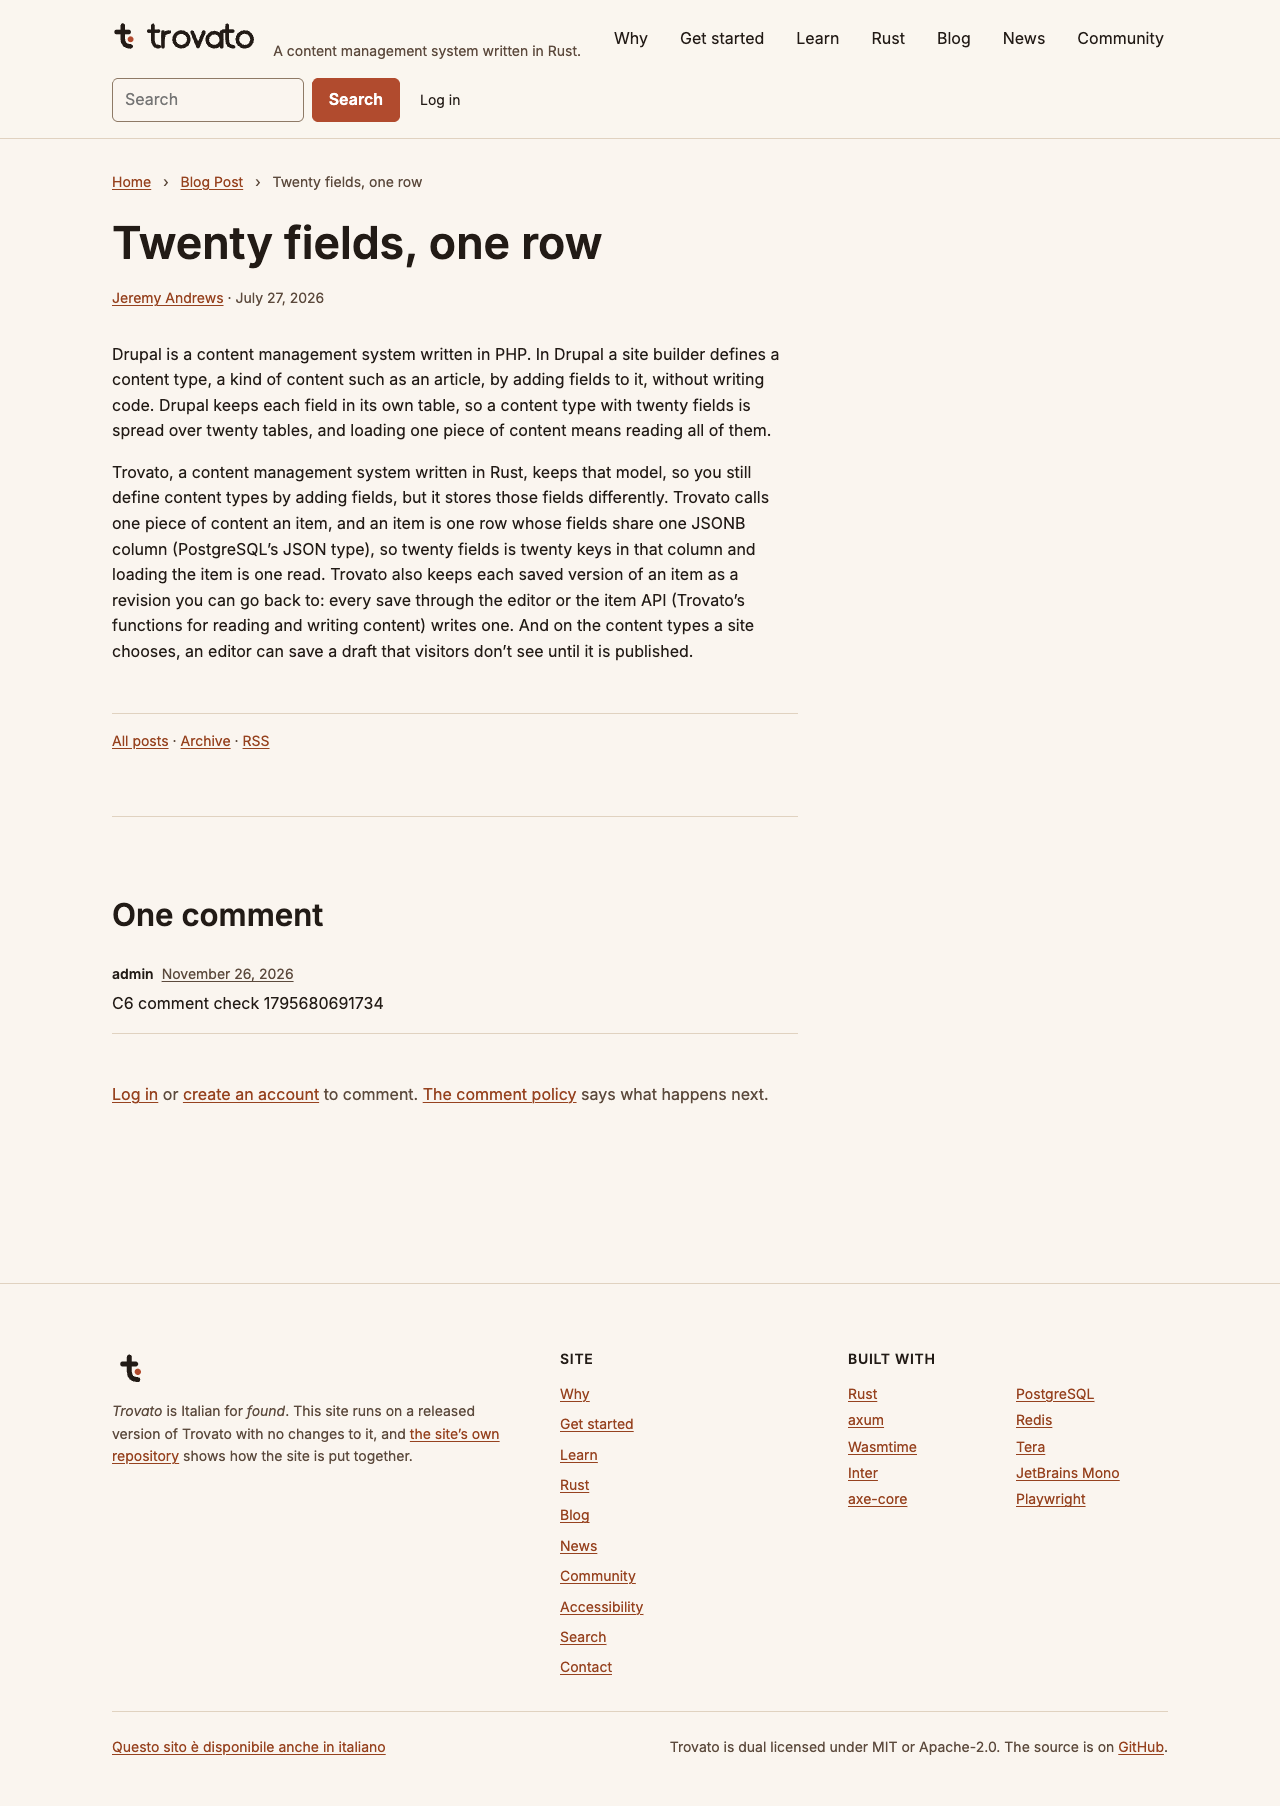 trovato
A content management system written in Rust.
Why
Get started
Learn
Rust
Blog
News
Community
Search
Search
Log in
Home › Blog Post › Twenty fields, one row
Twenty fields, one row
Jeremy Andrews · July 27, 2026
Drupal is a content management system written in PHP. In Drupal a site builder defines a
content type, a kind of content such as an article, by adding fields to it, without writing
code. Drupal keeps each field in its own table, so a content type with twenty fields is
spread over twenty tables, and loading one piece of content means reading all of them.
Trovato, a content management system written in Rust, keeps that model, so you still
define content types by adding fields, but it stores those fields differently. Trovato calls
one piece of content an item, and an item is one row whose fields share one JSONB
column (PostgreSQL’s JSON type), so twenty fields is twenty keys in that column and
loading the item is one read. Trovato also keeps each saved version of an item as a
revision you can go back to: every save through the editor or the item API (Trovato’s
functions for reading and writing content) writes one. And on the content types a site
chooses, an editor can save a draft that visitors don’t see until it is published.
All posts · Archive · RSS
One comment
admin November 26, 2026
C6 comment check 1795680691734
Log in or create an account to comment. The comment policy says what happens next.
Trovato is Italian for found. This site runs on a released
version of Trovato with no changes to it, and the site’s own
repository shows how the site is put together.
SITE
Why
Get started
Learn
Rust
Blog
News
Community
Accessibility
Search
Contact
BUILT WITH
Rust
axum
Wasmtime
Inter
axe-core
PostgreSQL
Redis
Tera
JetBrains Mono
Playwright
Questo sito è disponibile anche in italiano
Trovato is dual licensed under MIT or Apache-2.0. The source is on GitHub.